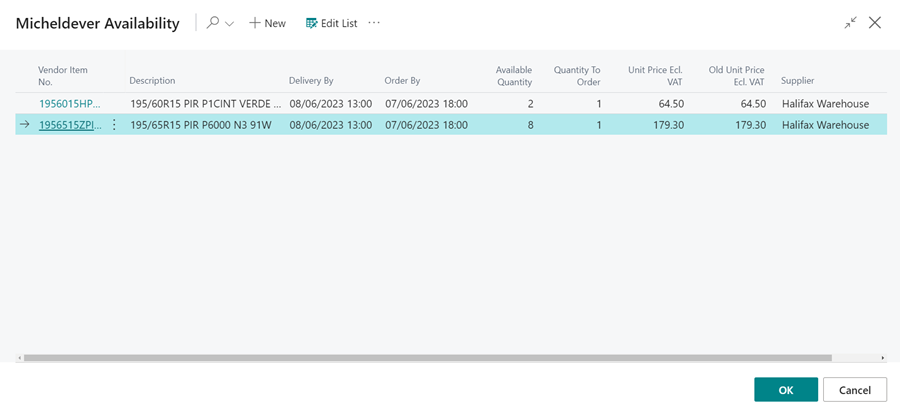 Micheldever Availability
New
Edit List
Vendor Item No.
Description
Delivery By
Order By
Available Quantity
Quantity To Order
Unit Price Ecl. VAT
Old Unit Price Ecl. VAT
Supplier
1956015HP... 195/60R15 PIR P1CINT VERDE ... 08/06/2023 13:00 07/06/2023 18:00 2 1 64.50 64.50 Halifax Warehouse
1956515ZPI... 195/65R15 PIR P6000 N3 91W 08/06/2023 13:00 07/06/2023 18:00 8 1 179.30 179.30 Halifax Warehouse
OK
Cancel